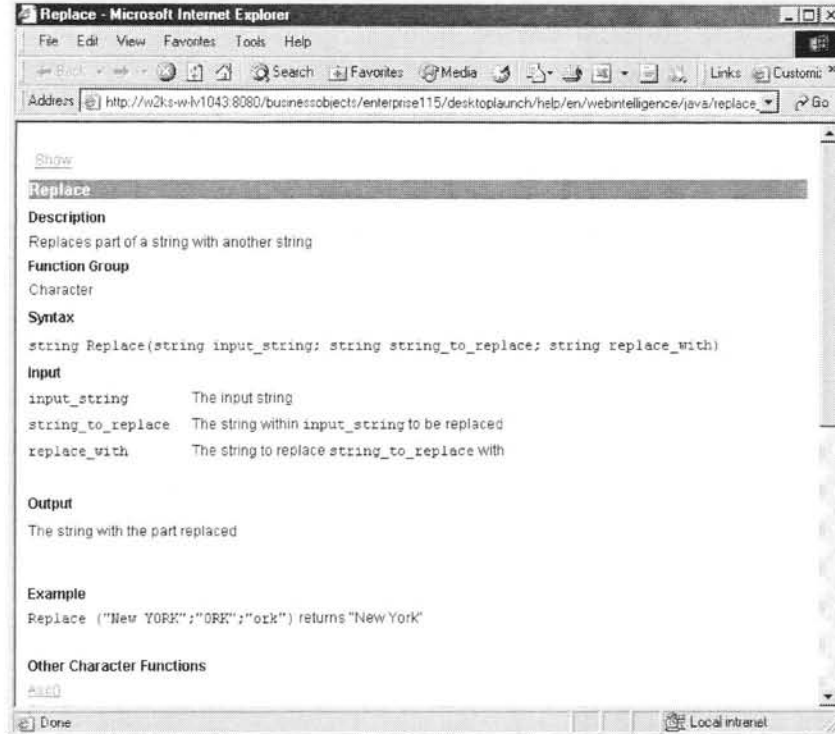 Replace - Microsoft Internet Explorer
File Edit View Favorites Tools Help
Back Search Favorites Media Links Customiz
Address http://w2ks-w-lv1043:8080/businessobjects/enterprise115/desktoplaunch/help/en/webintelligence/java/replace_ Go
Show
Replace
Description
Replaces part of a string with another string
Function Group
Character
Syntax
string Replace(string input_string; string string_to_replace; string replace_with)
Input
input_string The input string
string_to_replace The string within input_string to be replaced
replace_with The string to replace string_to_replace with
Output
The string with the part replaced
Example
Replace ("New YORK";"ORK";"ork") returns "New York"
Other Character Functions
Asc()
Done Local intranet